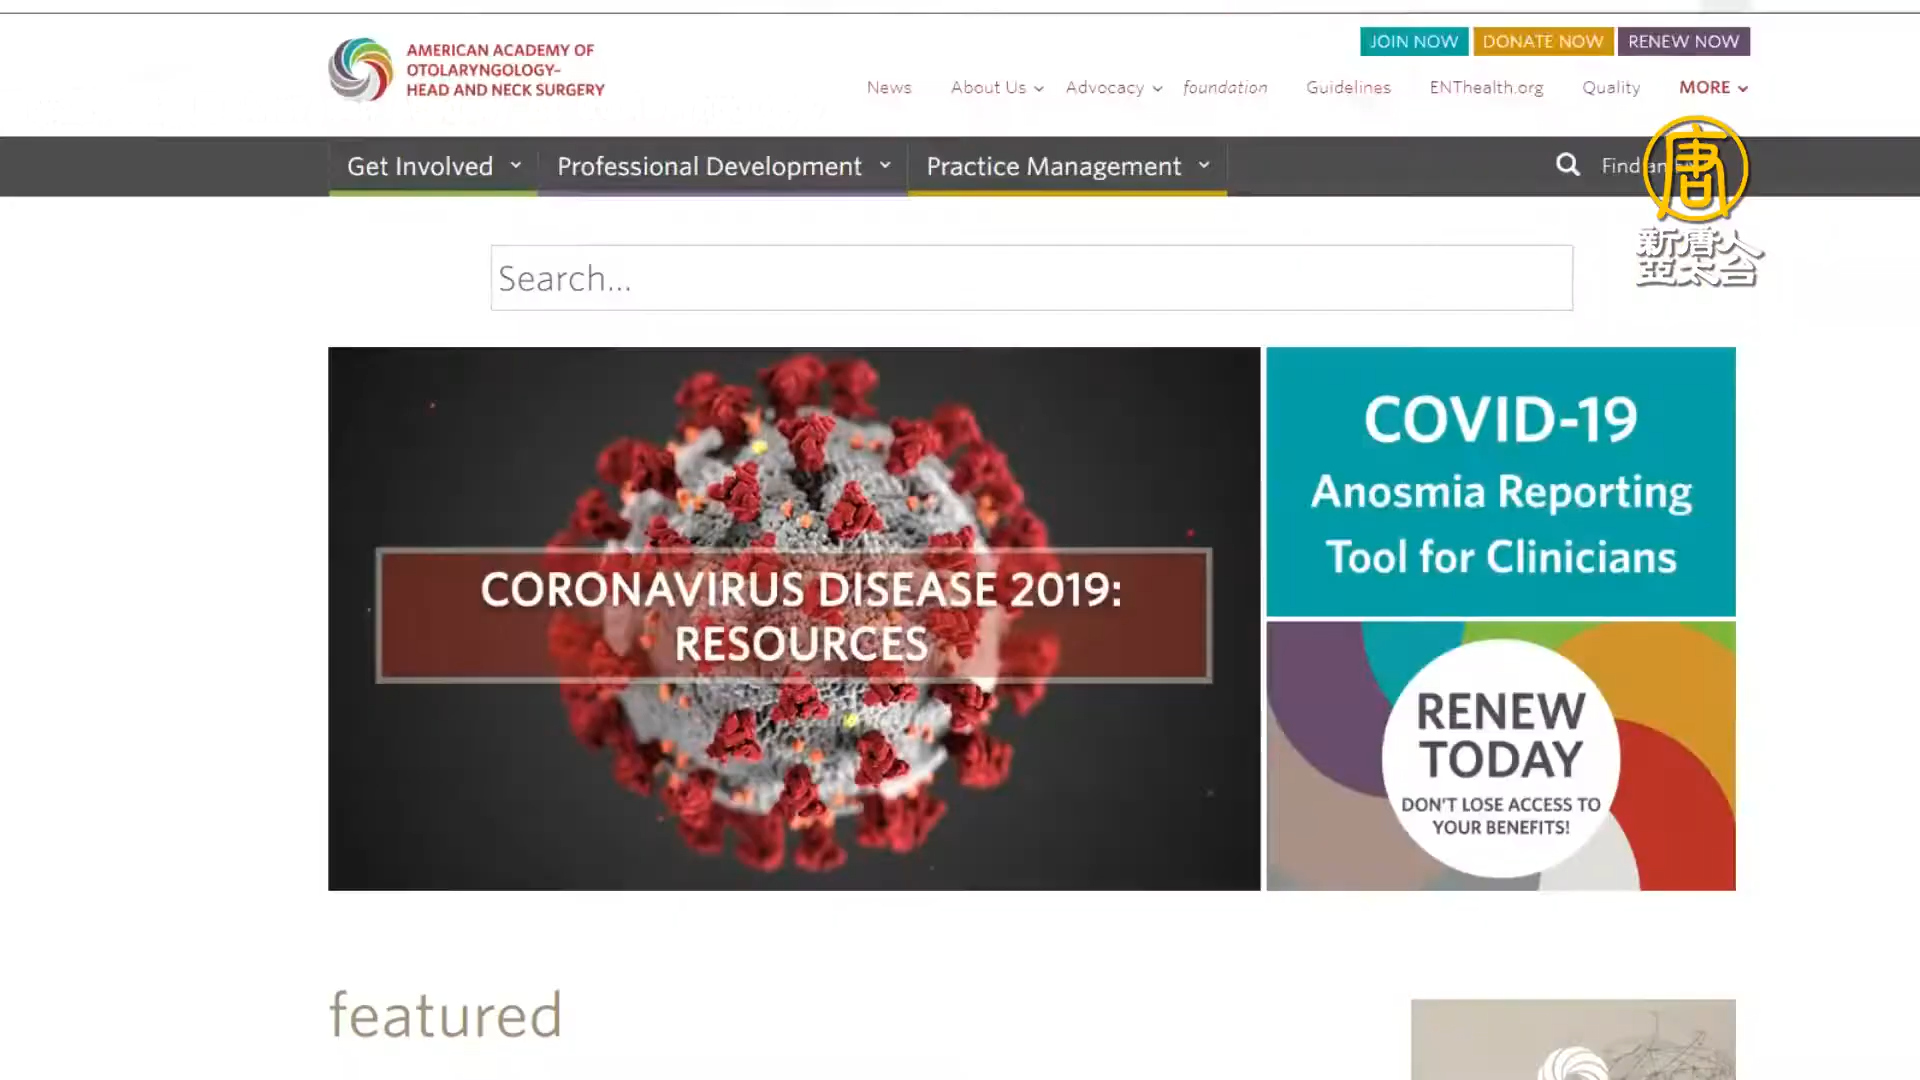 JOIN NOW DONATE NOW RENEW NOW
AMERICAN ACADEMY OF
OTOLARYNGOLOGY-
HEAD AND NECK SURGERY
News About Us Advocacy foundation Guidelines ENThealth.org Quality MORE
Get Involved Professional Development Practice Management Find an
唐
新唐人
亞太台
Search...
CORONAVIRUS DISEASE 2019:
RESOURCES
COVID-19
Anosmia Reporting
Tool for Clinicians
RENEW
TODAY
DON'T LOSE ACCESS TO
YOUR BENEFITS!
featured